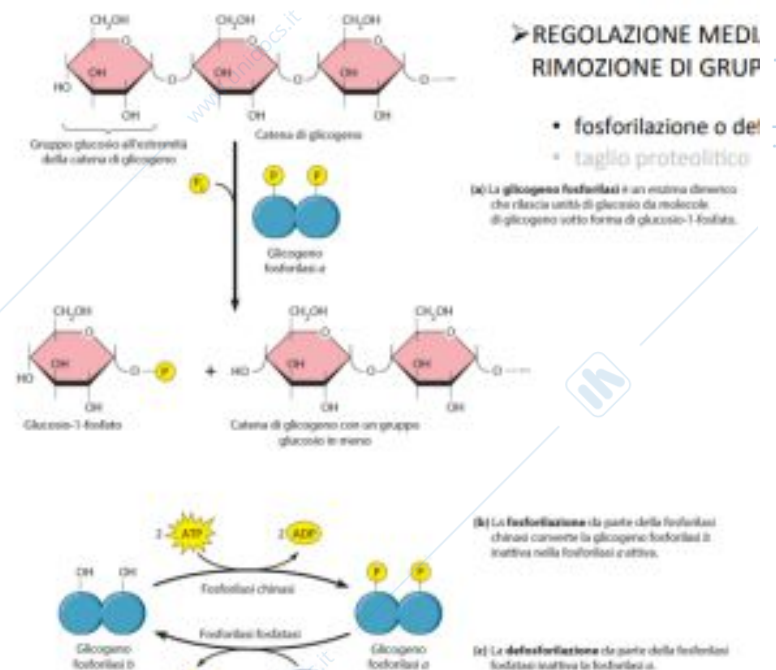 CH₂OH CH₂OH CH₂OH
O O O
OH OH OH
HO O O O
OH OH OH
Gruppo glucosio all'estremità
della catena di glicogeno
Catena di glicogeno
➢REGOLAZIONE MEDI
RIMOZIONE DI GRUP
• fosforilazione o def
• taglio proteolitico
(a) La glicogeno fosforilasi è un enzima dimerico
che rilascia unità di glucosio da molecole
di glicogeno sotto forma di glucosio-1-fosfato.
Pᵢ
P P
Glicogeno
fosforilasi a
CH₂OH CH₂OH CH₂OH
O O O
OH OH OH
HO O P + HO O O
OH OH OH
Glucosio-1-fosfato
Catena di glicogeno con un gruppo
glucosio in meno
2 ATP 2 ADP
OH OH
P P
Fosforilasi chinasi
Fosforilasi fosfatasi
Glicogeno
fosforilasi b
Glicogeno
fosforilasi a
(b) La fosforilazione da parte della fosforilasi
chinasi converte la glicogeno fosforilasi b
inattiva nella fosforilasi a attiva.
(c) La defosforilazione da parte della fosforilasi
fosfatasi inattiva la fosforilasi a.